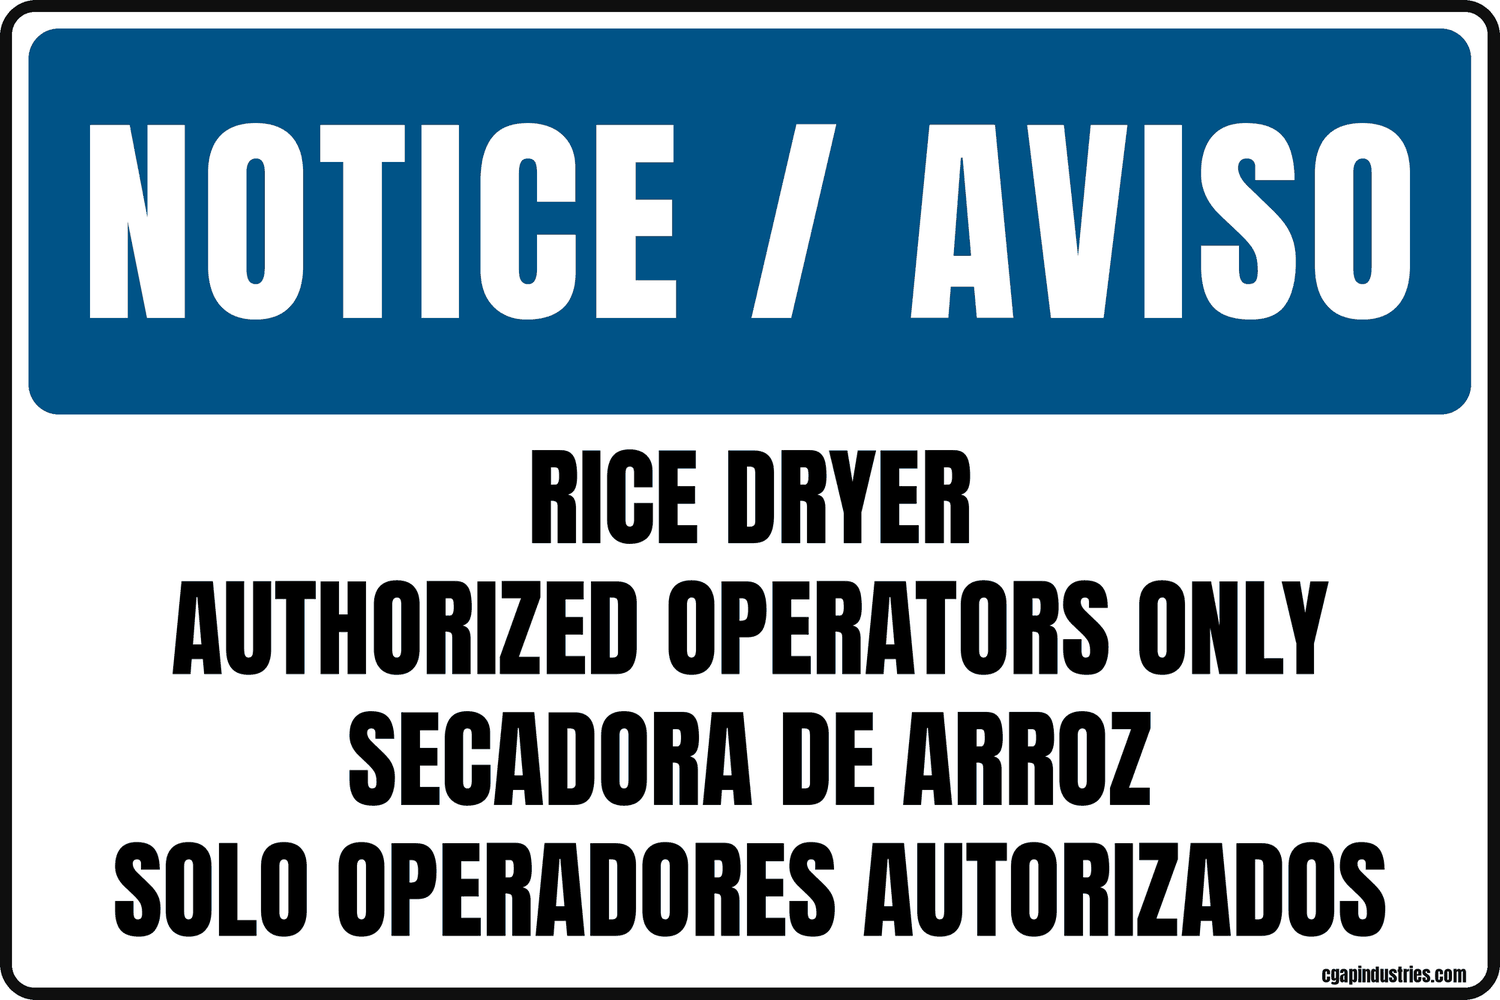 NOTICE / AVISO
RICE DRYER
AUTHORIZED OPERATORS ONLY
SECADORA DE ARROZ
SOLO OPERADORES AUTORIZADOS
cgapindustries.com